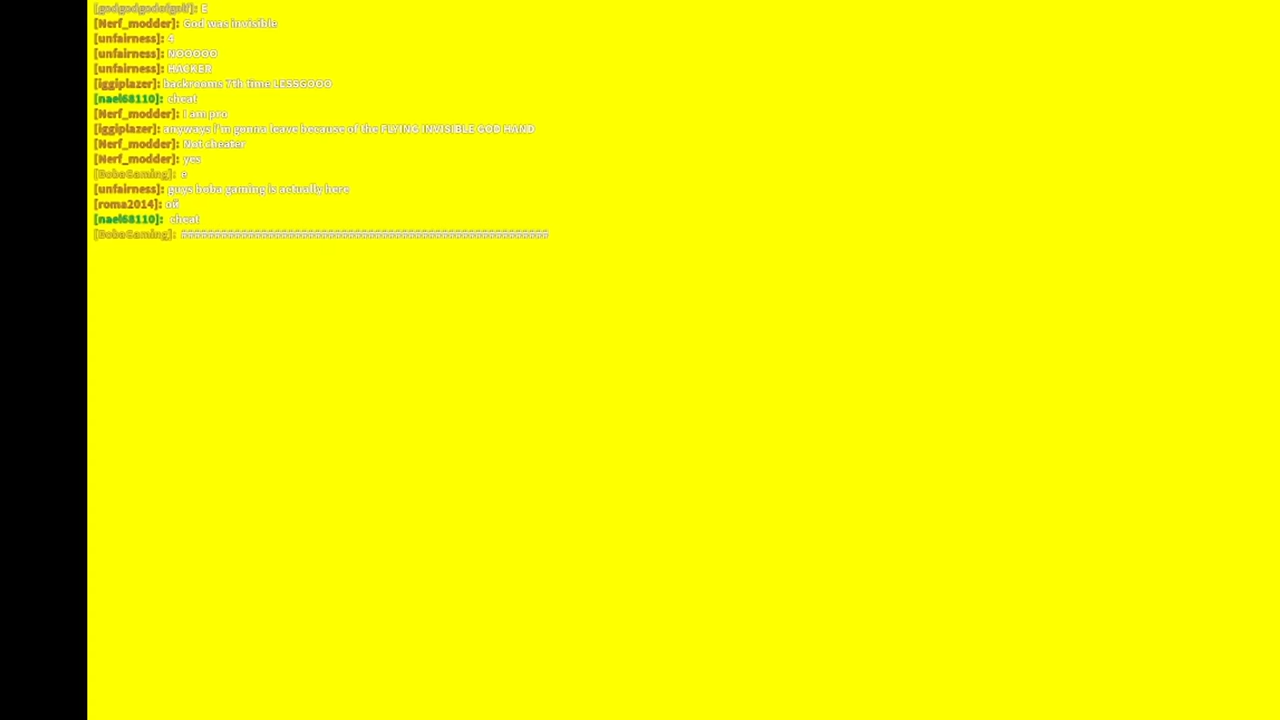 [godgodgodofgolf]: E
[Nerf_modder]: God was invisible
[unfairness]: 4
[unfairness]: NOOOOO
[unfairness]: HACKER
[iggiplazer]: backrooms 7th time LESSGOOO
[nael68110]: cheat
[Nerf_modder]: I am pro
[iggiplazer]: anyways i'm gonna leave because of the FLYING INVISIBLE GOD HAND
[Nerf_modder]: Not cheater
[Nerf_modder]: yes
[BobaGaming]: e
[unfairness]: guys boba gaming is actually here
[roma2014]: ой
[nael68110]: cheat
[BobaGaming]: